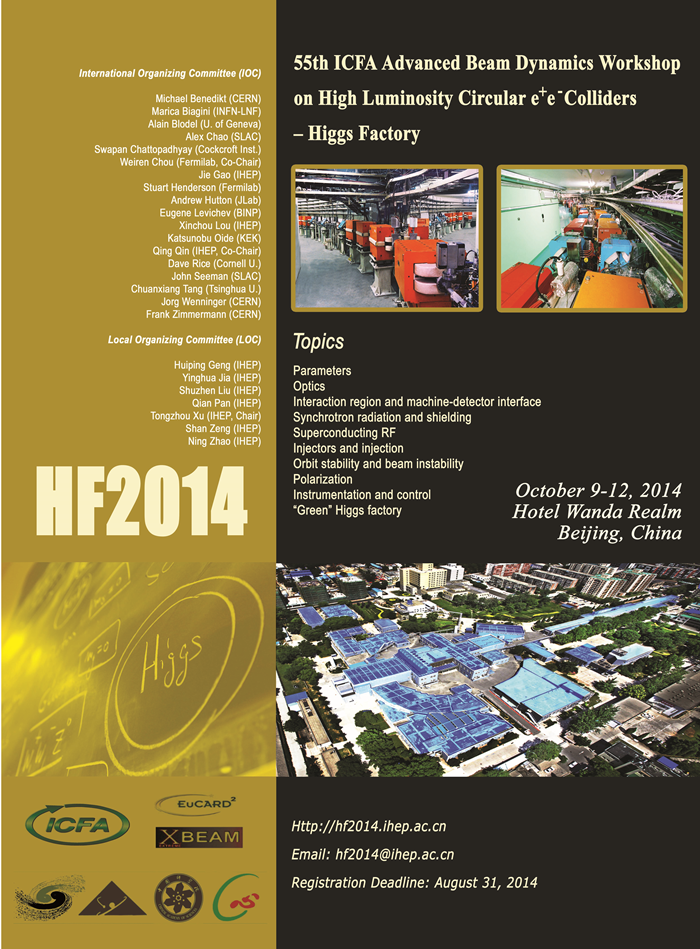 International Organizing Committee (IOC)
Michael Benedikt (CERN)
Marica Biagini (INFN-LNF)
Alain Blodel (U. of Geneva)
Alex Chao (SLAC)
Swapan Chattopadhyay (Cockcroft Inst.)
Weiren Chou (Fermilab, Co-Chair)
Jie Gao (IHEP)
Stuart Henderson (Fermilab)
Andrew Hutton (JLab)
Eugene Levichev (BINP)
Xinchou Lou (IHEP)
Katsunobu Oide (KEK)
Qing Qin (IHEP, Co-Chair)
Dave Rice (Cornell U.)
John Seeman (SLAC)
Chuanxiang Tang (Tsinghua U.)
Jorg Wenninger (CERN)
Frank Zimmermann (CERN)
Local Organizing Committee (LOC)
Huiping Geng (IHEP)
Yinghua Jia (IHEP)
Shuzhen Liu (IHEP)
Qian Pan (IHEP)
Tongzhou Xu (IHEP, Chair)
Shan Zeng (IHEP)
Ning Zhao (IHEP)
HF2014
55th ICFA Advanced Beam Dynamics Workshop
on High Luminosity Circular e+e-Colliders
– Higgs Factory
Topics
Parameters
Optics
Interaction region and machine-detector interface
Synchrotron radiation and shielding
Superconducting RF
Injectors and injection
Orbit stability and beam instability
Polarization
Instrumentation and control
"Green" Higgs factory
October 9-12, 2014
Hotel Wanda Realm
Beijing, China
Higgs
ICFA
EuCARD2
XBEAM
Http://hf2014.ihep.ac.cn
Email: hf2014@ihep.ac.cn
Registration Deadline: August 31, 2014